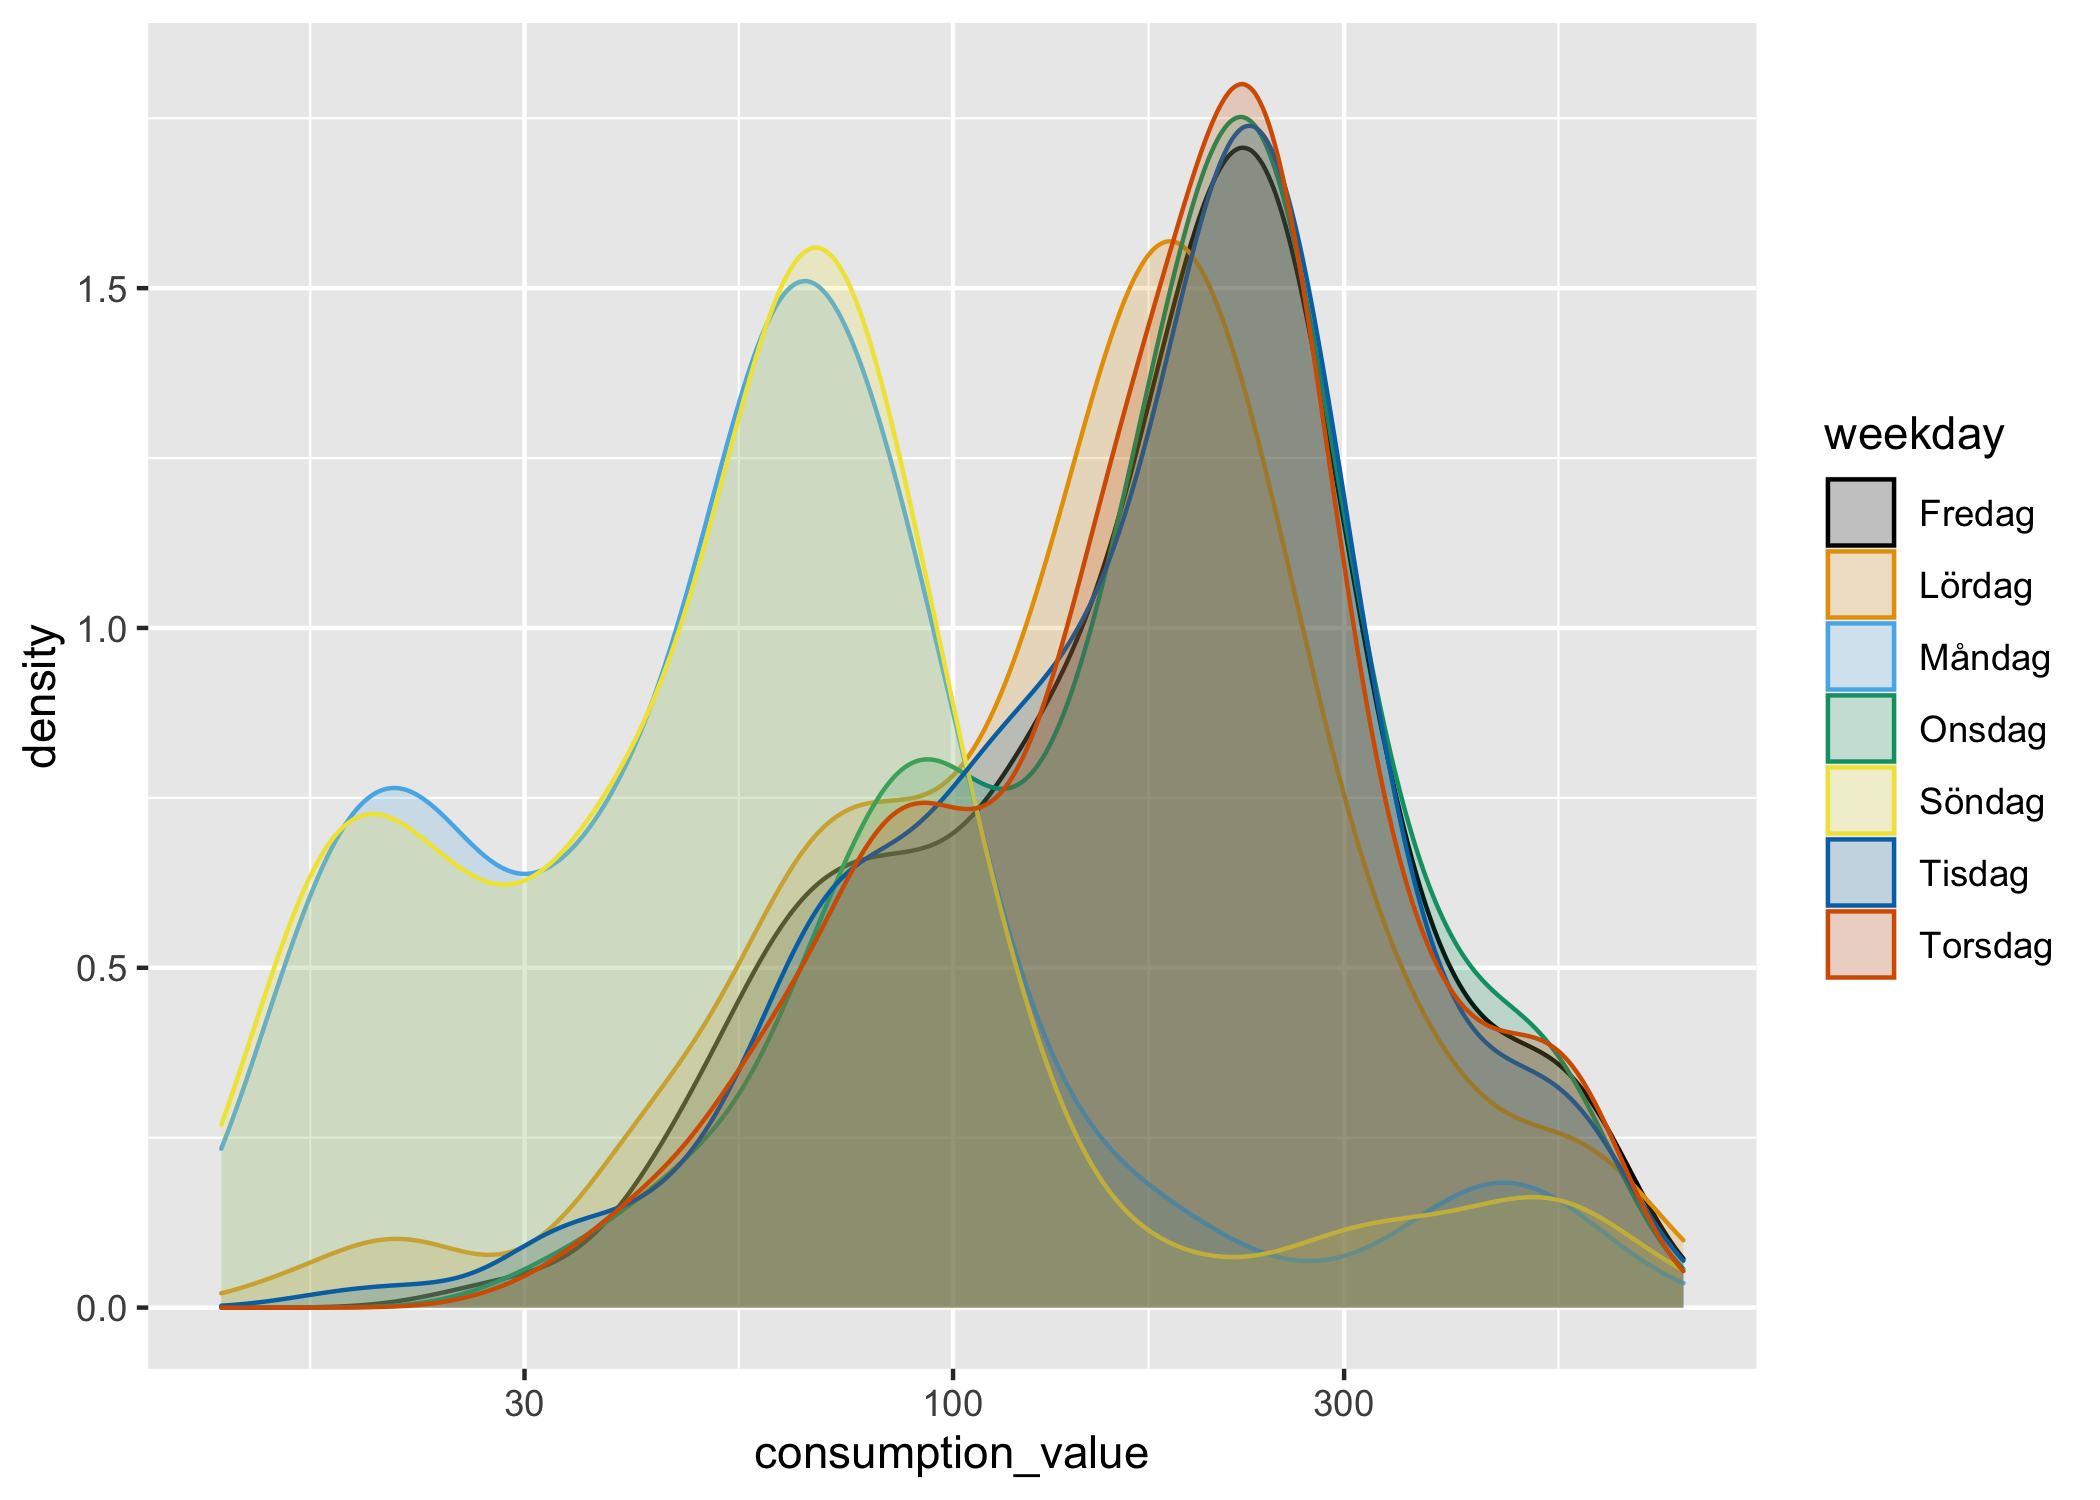 density
1.5
1.0
0.5
0.0
30 100 300
consumption_value
weekday
Fredag
Lördag
Måndag
Onsdag
Söndag
Tisdag
Torsdag